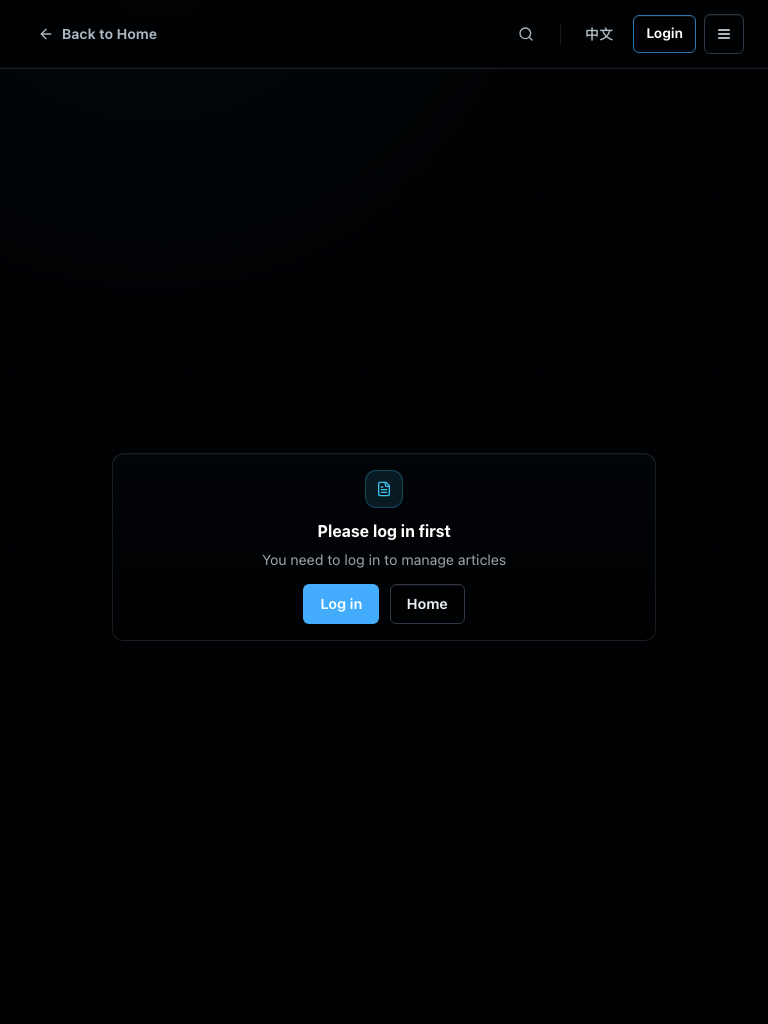 Back to Home
中文
Login
Please log in first
You need to log in to manage articles
Log in
Home